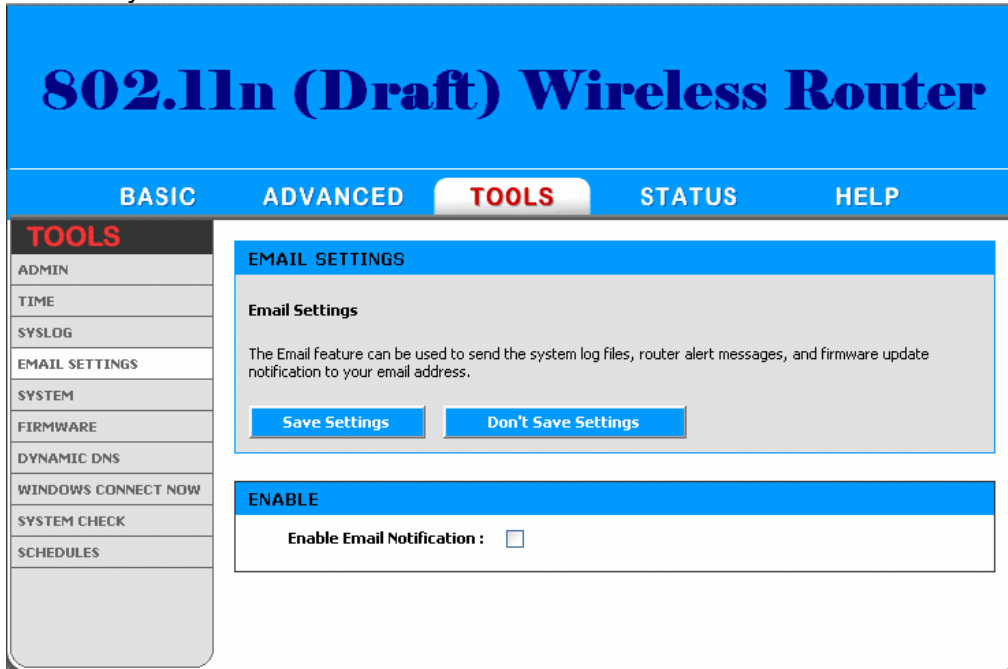 802.11n (Draft) Wireless Router
BASIC ADVANCED TOOLS STATUS HELP
TOOLS
ADMIN
TIME
SYSLOG
EMAIL SETTINGS
SYSTEM
FIRMWARE
DYNAMIC DNS
WINDOWS CONNECT NOW
SYSTEM CHECK
SCHEDULES
EMAIL SETTINGS
Email Settings
The Email feature can be used to send the system log files, router alert messages, and firmware update
notification to your email address.
Save Settings Don't Save Settings
ENABLE
Enable Email Notification :